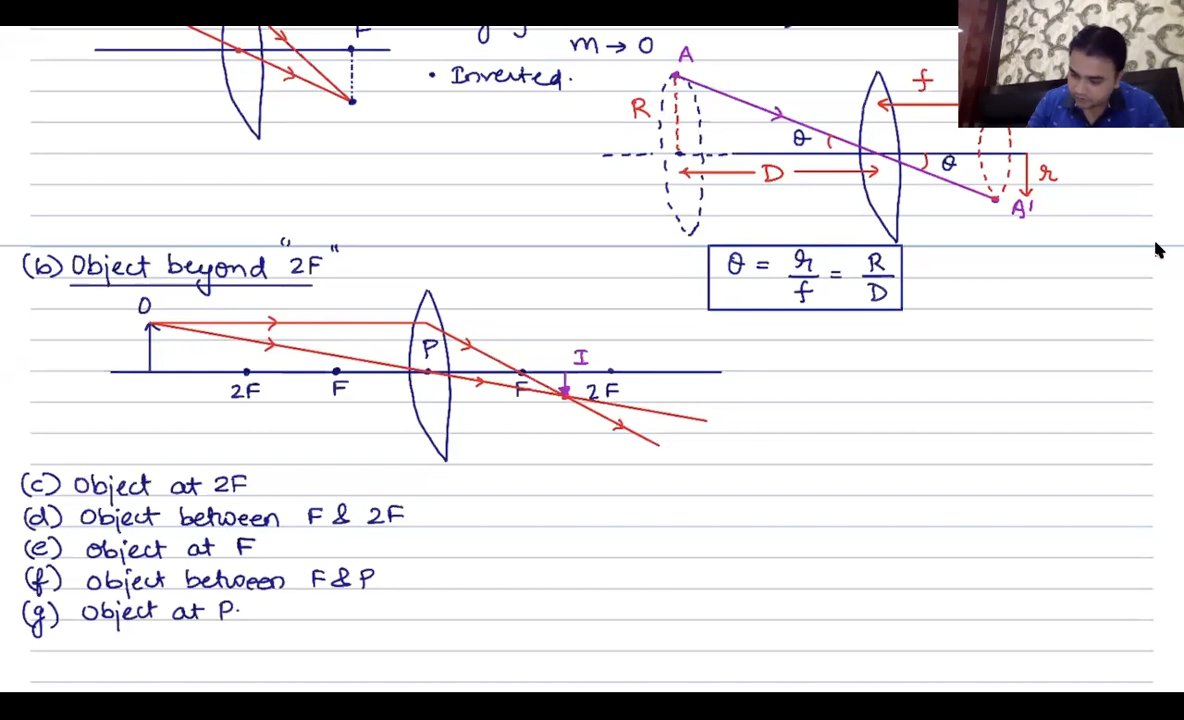 F
m → 0
• Inverted.
A
R
θ
f
D
θ
r
A'
θ = r/f = R/D
(b) Object beyond "2F"
O
P
I
2F
F
F
2F
(c) Object at 2F
(d) Object between F & 2F
(e) Object at F
(f) Object between F & P
(g) Object at P.